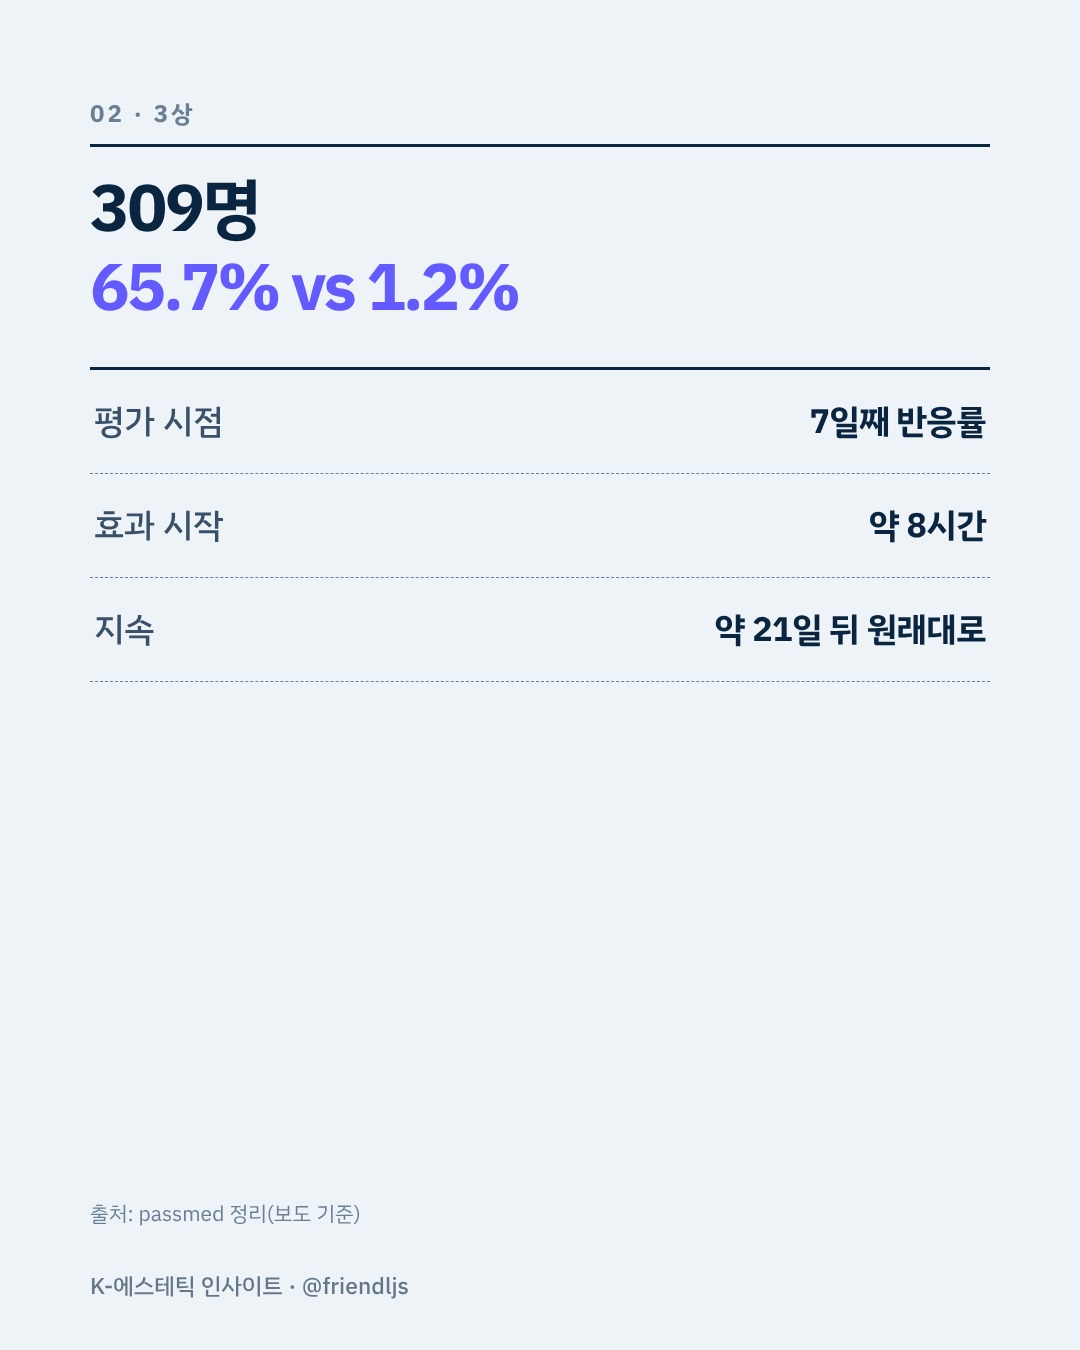 02 · 3상
309명
65.7% vs 1.2%
평가 시점 7일째 반응률
효과 시작 약 8시간
지속 약 21일 뒤 원래대로
출처: passmed 정리(보도 기준)
K-에스테틱 인사이트 · @friendljs